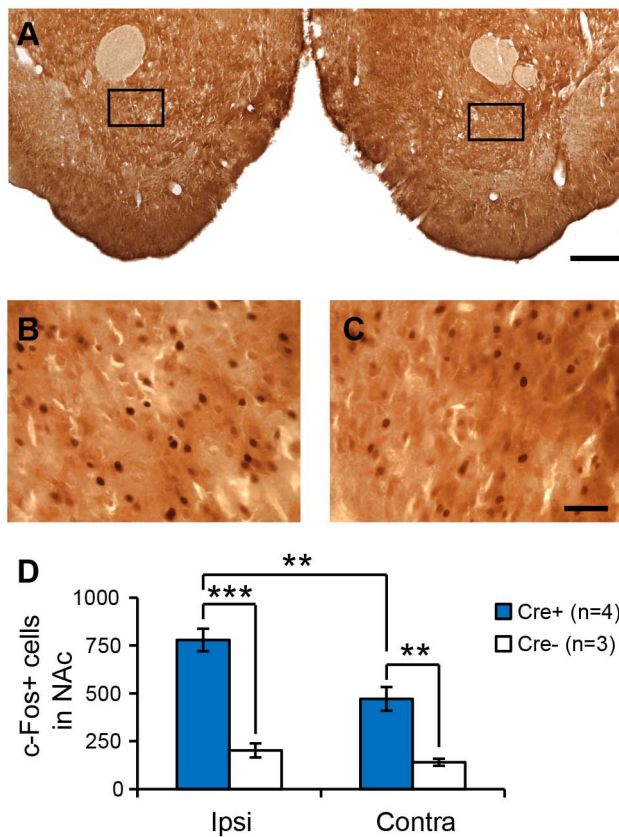 A
B
C
D
**
***
**
1000
750
500
250
0
c-Fos+ cells
in NAc
Ipsi
Contra
Cre+ (n=4)
Cre- (n=3)